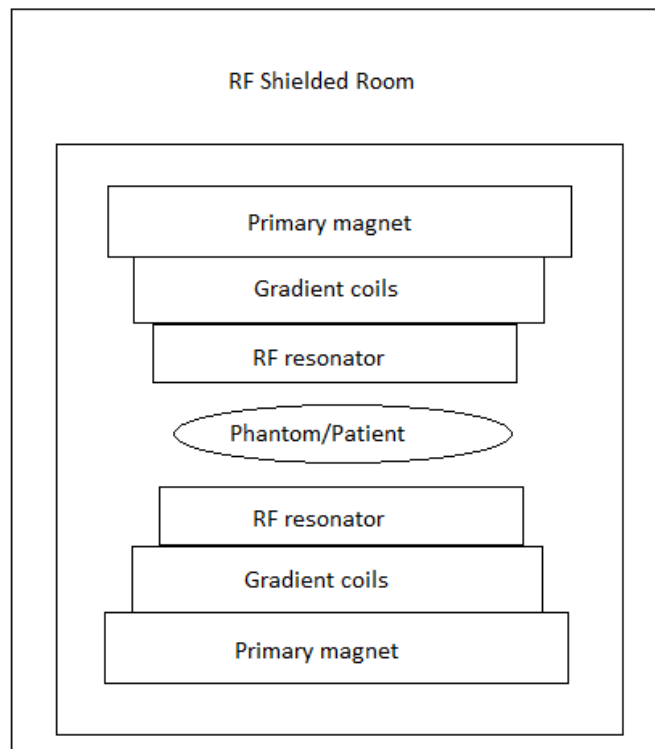 RF Shielded Room
Primary magnet
Gradient coils
RF resonator
Phantom/Patient
RF resonator
Gradient coils
Primary magnet